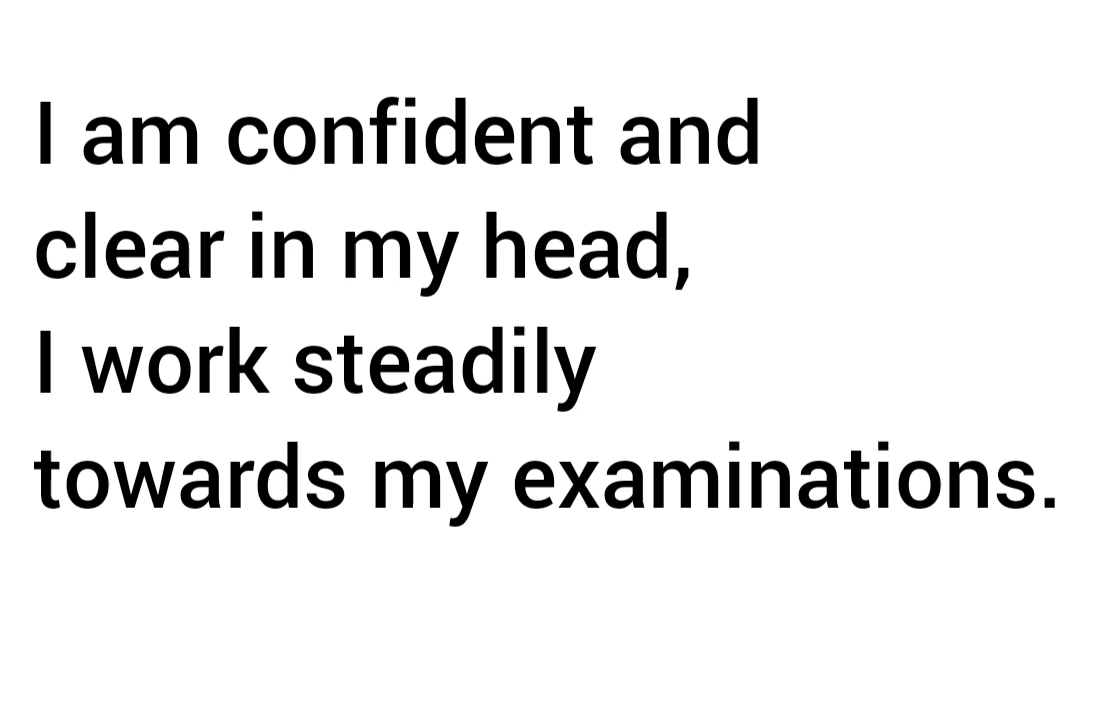 I am confident and
clear in my head,
I work steadily
towards my examinations.